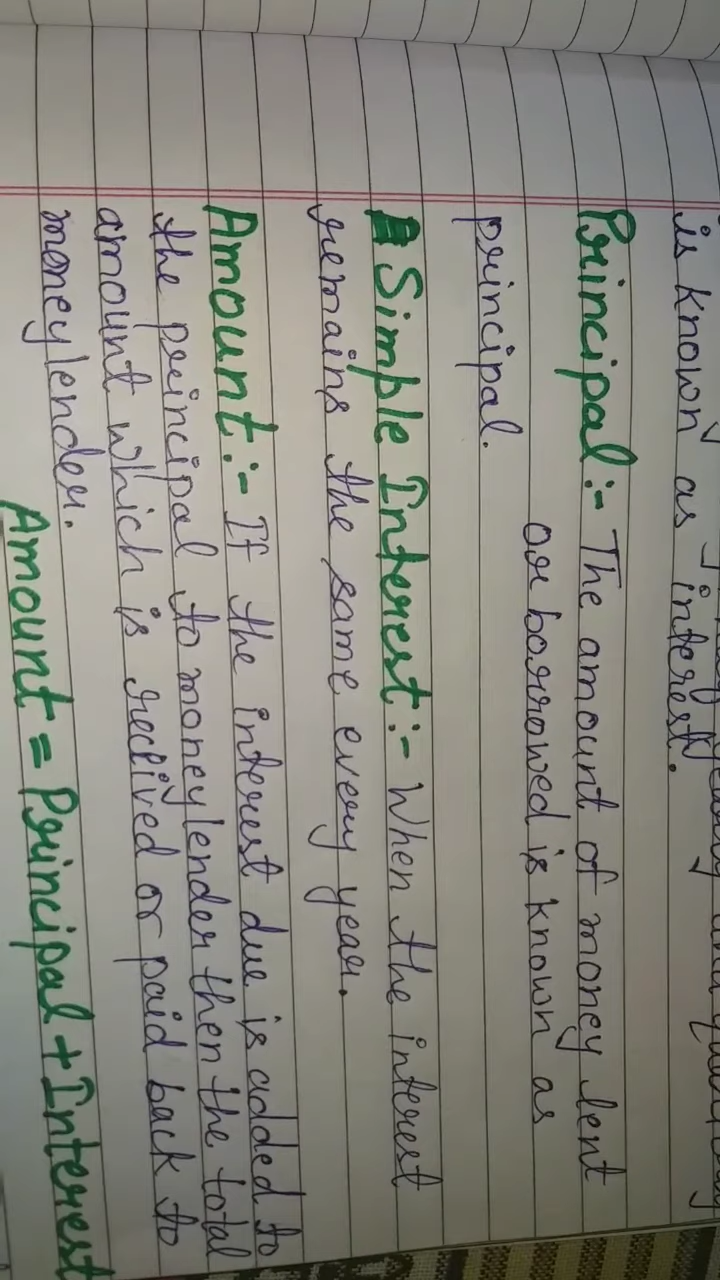 is known as interest.
Principal :- The amount of money lent
or borrowed is known as
principal.
Simple Interest :- When the interest
remains the same every year.
Amount :- If the interest due is added to
the principal to moneylender then the total
amount which is received or paid back to
moneylender.
Amount = Principal + Interest